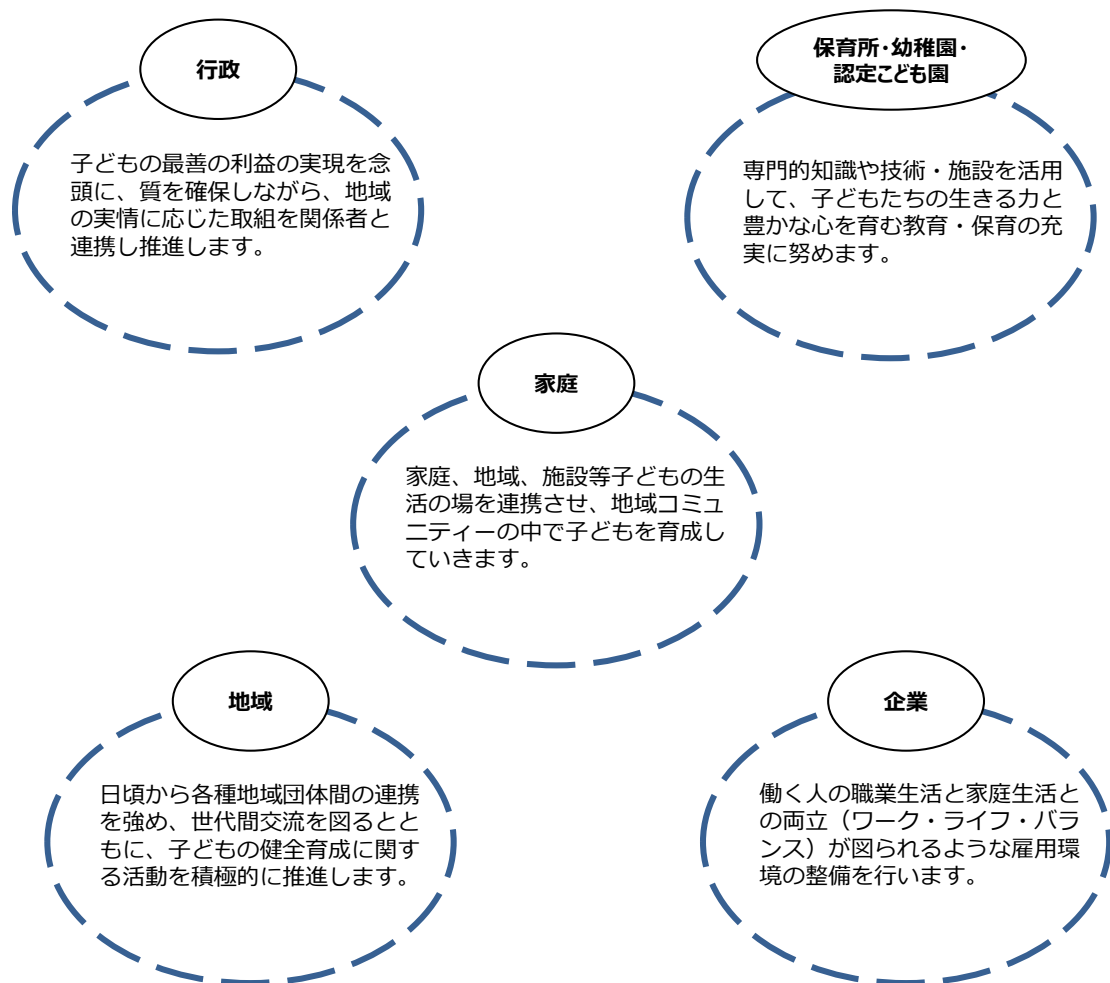 行政
子どもの最善の利益の実現を念
頭に、質を確保しながら、地域
の実情に応じた取組を関係者と
連携し推進します。
保育所・幼稚園・
認定こども園
専門的知識や技術・施設を活用
して、子どもたちの生きる力と
豊かな心を育む教育・保育の充
実に努めます。
家庭
家庭、地域、施設等子どもの生
活の場を連携させ、地域コミュ
ニティーの中で子どもを育成し
ていきます。
地域
日頃から各種地域団体間の連携
を強め、世代間交流を図るとと
もに、子どもの健全育成に関す
る活動を積極的に推進します。
企業
働く人の職業生活と家庭生活と
の両立（ワーク・ライフ・バラ
ンス）が図られるような雇用環
境の整備を行います。